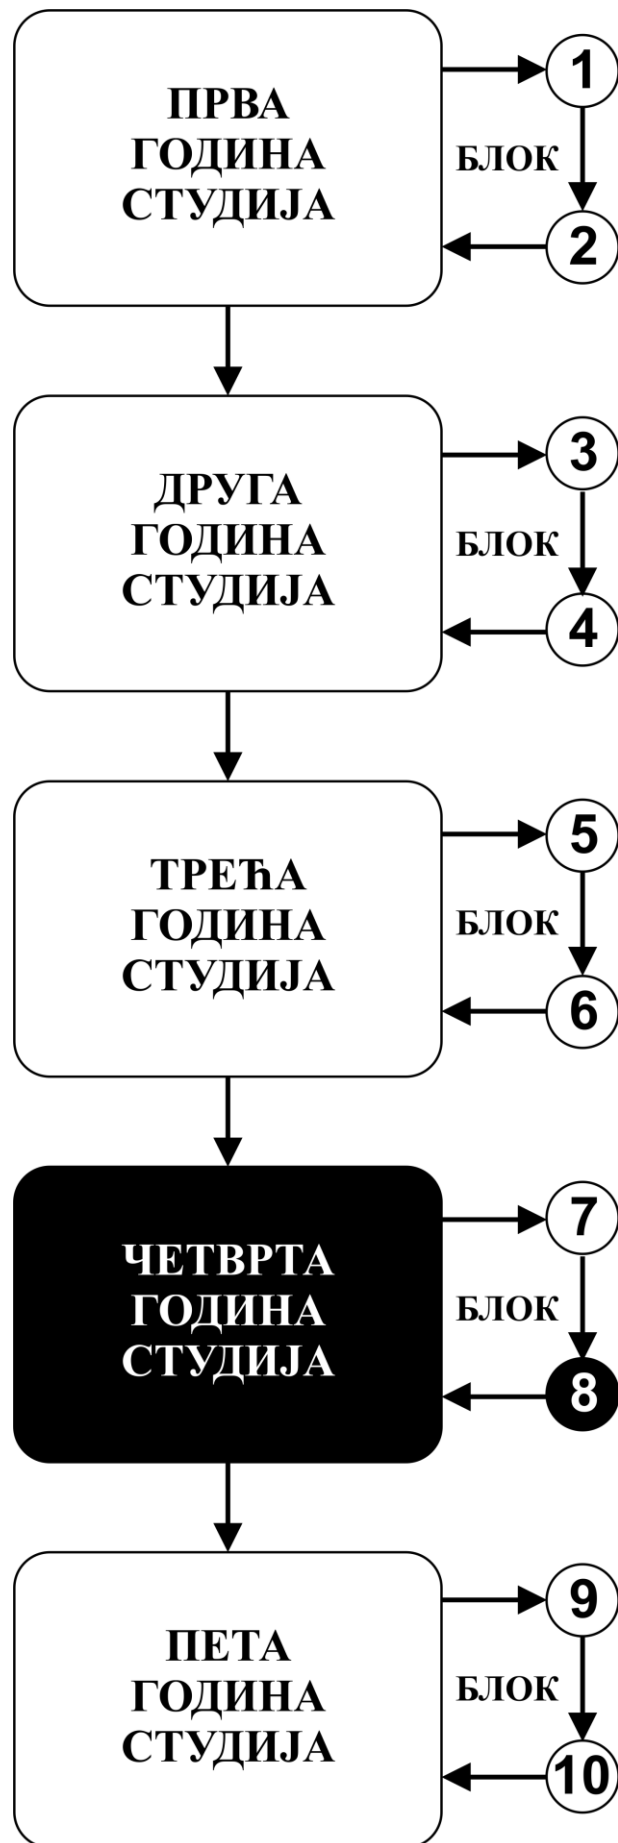 ПРВА
ГОДИНА
СТУДИЈА
1
БЛОК
2
ДРУГА
ГОДИНА
СТУДИЈА
3
БЛОК
4
ТРЕЋА
ГОДИНА
СТУДИЈА
5
БЛОК
6
ЧЕТВРТА
ГОДИНА
СТУДИЈА
7
БЛОК
8
ПЕТА
ГОДИНА
СТУДИЈА
9
БЛОК
10